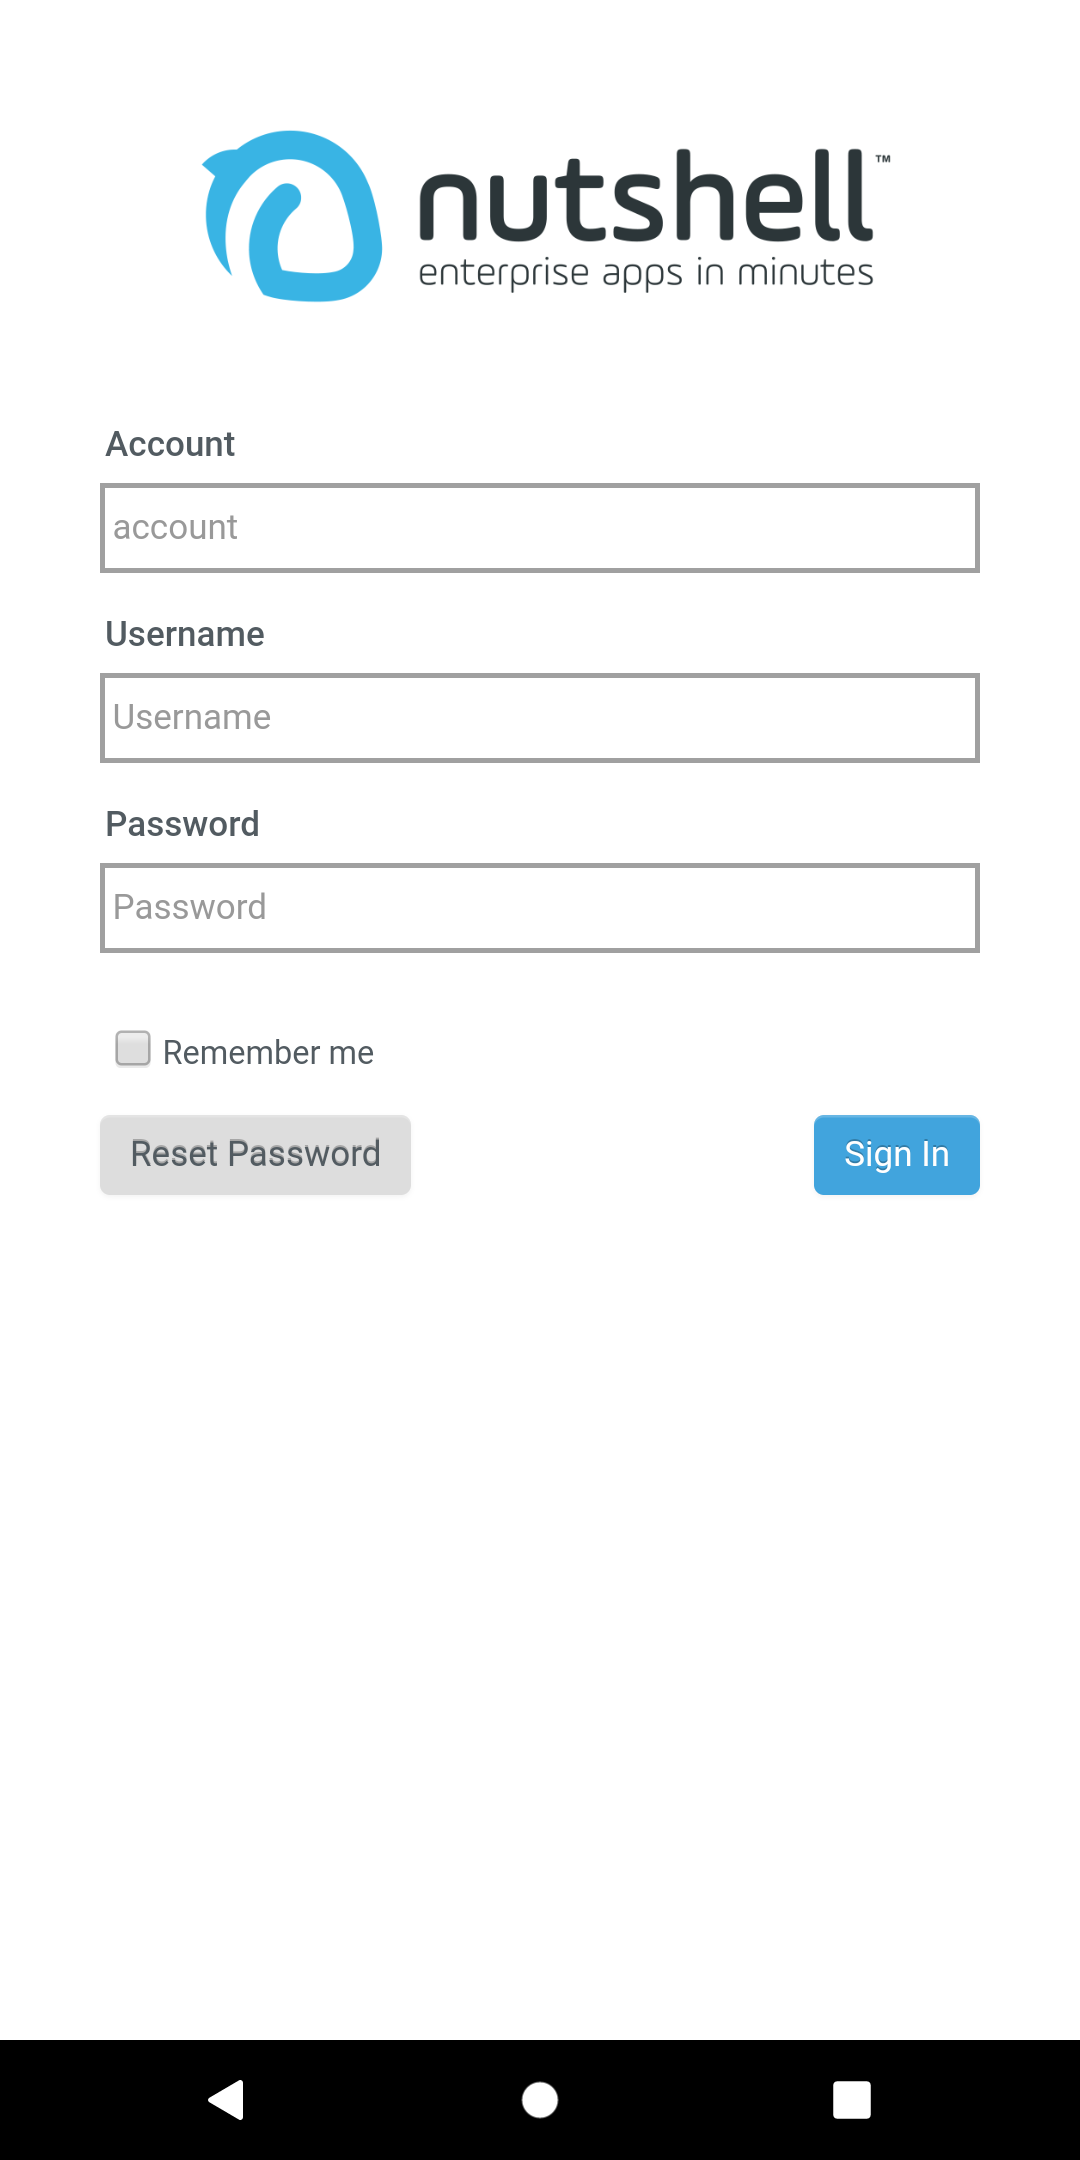 nutshell™
enterprise apps in minutes
Account
account
Username
Username
Password
Password
Remember me
Reset Password
Sign In